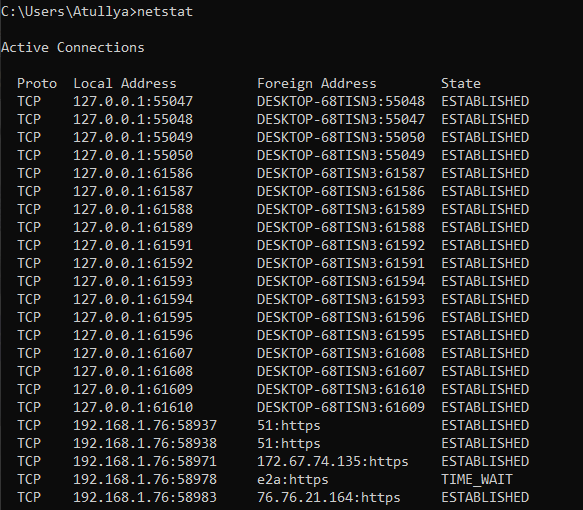 C:\Users\Atullya>netstat
Active Connections
Proto Local Address Foreign Address State
TCP 127.0.0.1:55047 DESKTOP-68TISN3:55048 ESTABLISHED
TCP 127.0.0.1:55048 DESKTOP-68TISN3:55047 ESTABLISHED
TCP 127.0.0.1:55049 DESKTOP-68TISN3:55050 ESTABLISHED
TCP 127.0.0.1:55050 DESKTOP-68TISN3:55049 ESTABLISHED
TCP 127.0.0.1:61586 DESKTOP-68TISN3:61587 ESTABLISHED
TCP 127.0.0.1:61587 DESKTOP-68TISN3:61586 ESTABLISHED
TCP 127.0.0.1:61588 DESKTOP-68TISN3:61589 ESTABLISHED
TCP 127.0.0.1:61589 DESKTOP-68TISN3:61588 ESTABLISHED
TCP 127.0.0.1:61591 DESKTOP-68TISN3:61592 ESTABLISHED
TCP 127.0.0.1:61592 DESKTOP-68TISN3:61591 ESTABLISHED
TCP 127.0.0.1:61593 DESKTOP-68TISN3:61594 ESTABLISHED
TCP 127.0.0.1:61594 DESKTOP-68TISN3:61593 ESTABLISHED
TCP 127.0.0.1:61595 DESKTOP-68TISN3:61596 ESTABLISHED
TCP 127.0.0.1:61596 DESKTOP-68TISN3:61595 ESTABLISHED
TCP 127.0.0.1:61607 DESKTOP-68TISN3:61608 ESTABLISHED
TCP 127.0.0.1:61608 DESKTOP-68TISN3:61607 ESTABLISHED
TCP 127.0.0.1:61609 DESKTOP-68TISN3:61610 ESTABLISHED
TCP 127.0.0.1:61610 DESKTOP-68TISN3:61609 ESTABLISHED
TCP 192.168.1.76:58937 51:https ESTABLISHED
TCP 192.168.1.76:58938 51:https ESTABLISHED
TCP 192.168.1.76:58971 172.67.74.135:https ESTABLISHED
TCP 192.168.1.76:58978 e2a:https TIME_WAIT
TCP 192.168.1.76:58983 76.76.21.164:https ESTABLISHED